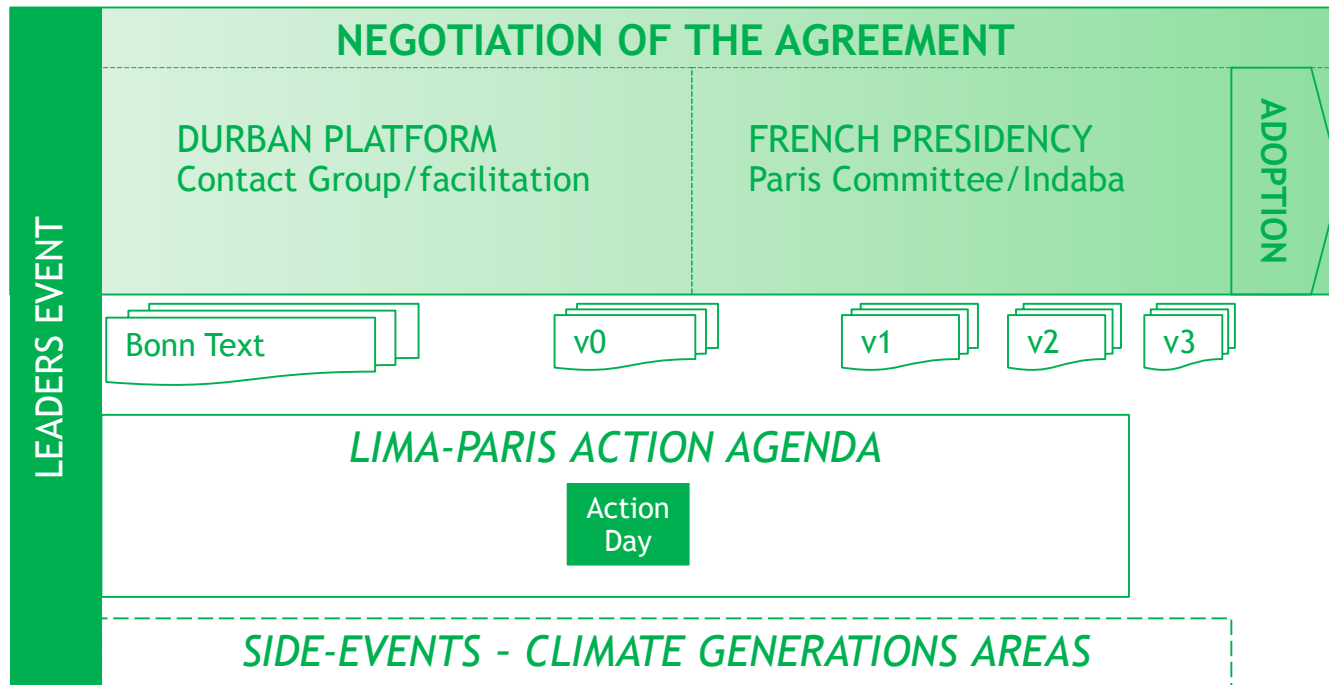 NEGOTIATION OF THE AGREEMENT
DURBAN PLATFORM
Contact Group/facilitation
FRENCH PRESIDENCY
Paris Committee/Indaba
ADOPTION
LEADERS EVENT
Bonn Text
v0
v1
v2
v3
LIMA-PARIS ACTION AGENDA
Action
Day
SIDE-EVENTS - CLIMATE GENERATIONS AREAS